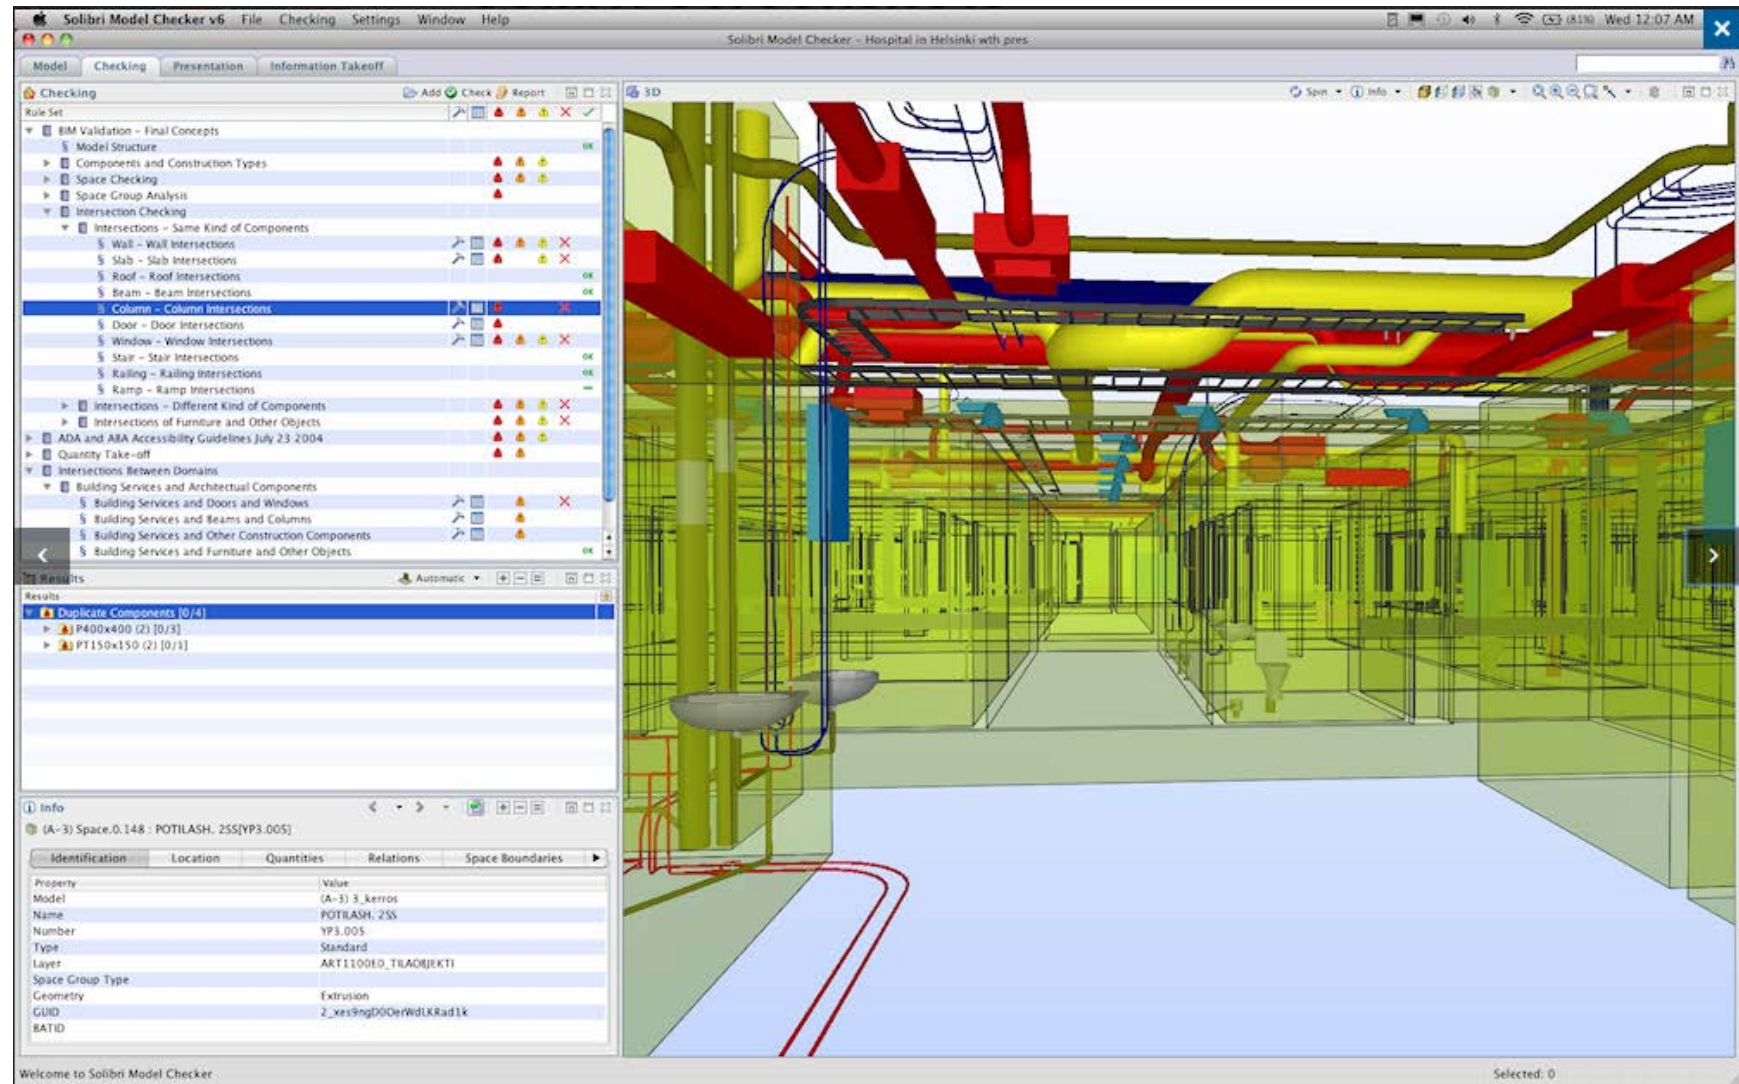 Solibri Model Checker v6 File Checking Settings Window Help (81%) Wed 12:07 AM
Solibri Model Checker - Hospital in Helsinki wth pres
Model Checking Presentation Information Takeoff
Checking Add Check Report
Rule Set
BIM Validation - Final Concepts
§ Model Structure OK
Components and Construction Types
Space Checking
Space Group Analysis
Intersection Checking
Intersections - Same Kind of Components
§ Wall - Wall Intersections
§ Slab - Slab Intersections
§ Roof - Roof Intersections OK
§ Beam - Beam Intersections OK
§ Column - Column Intersections
§ Door - Door Intersections
§ Window - Window Intersections
§ Stair - Stair Intersections OK
§ Railing - Railing Intersections OK
§ Ramp - Ramp Intersections
Intersections - Different Kind of Components
Intersections of Furniture and Other Objects
ADA and ABA Accessibility Guidelines July 23 2004
Quantity Take-off
Intersections Between Domains
Building Services and Architectual Components
§ Building Services and Doors and Windows
§ Building Services and Beams and Columns
§ Building Services and Other Construction Components
§ Building Services and Furniture and Other Objects OK
Results Automatic
Results
Duplicate Components [0/4]
P400x400 (2) [0/3]
PT150x150 (2) [0/1]
Info
(A-3) Space.0.148 : POTILASH. 2SS[YP3.005]
Identification Location Quantities Relations Space Boundaries
Property Value
Model (A-3) 3_kerros
Name POTILASH. 2SS
Number YP3.005
Type Standard
Layer ART1100E0_TILAOBJEKTI
Space Group Type
Geometry Extrusion
GUID 2_xes9ngD0OerWdLKRad1k
BATID
3D Spin Info
Welcome to Solibri Model Checker Selected: 0